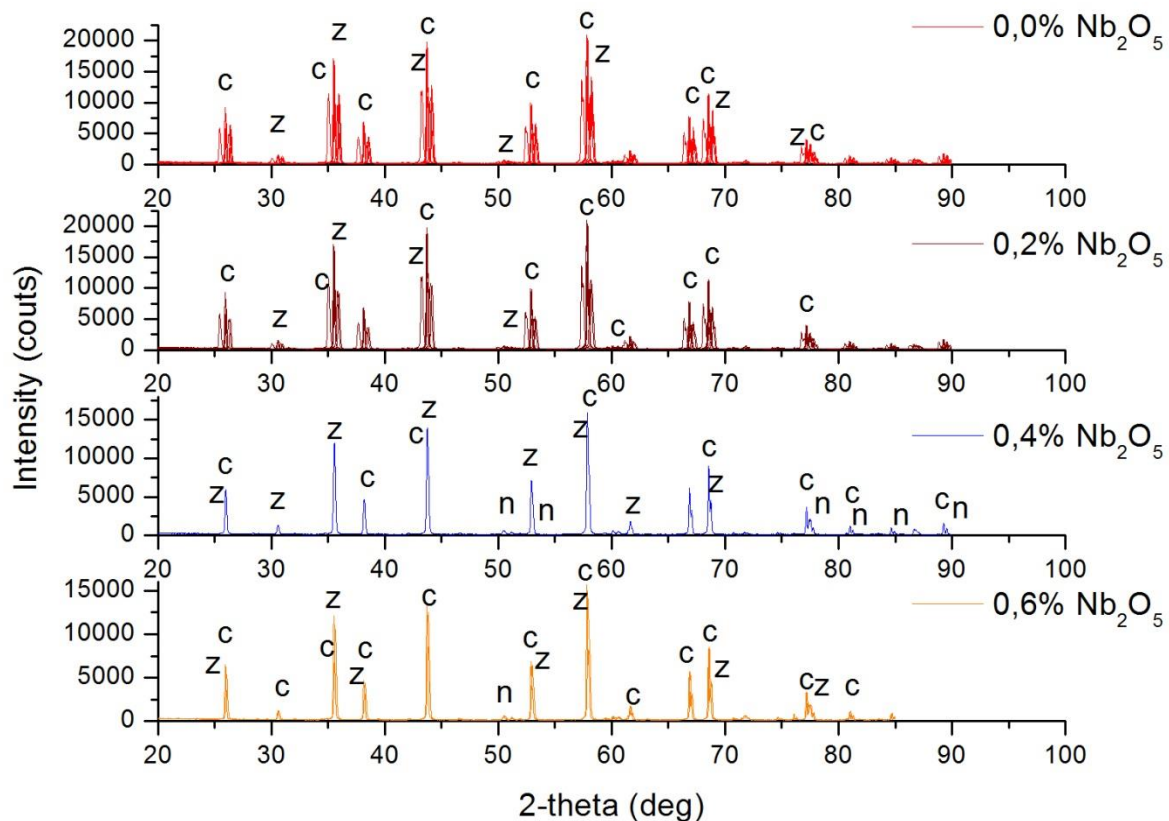 Intensity (couts)
0,0% Nb₂O₅
20000
15000
10000
5000
0
c z c z c z c z c z c z c z c z c
20 30 40 50 60 70 80 90 100
0,2% Nb₂O₅
20000
15000
10000
5000
0
c z c z z c z c c c c c c
20 30 40 50 60 70 80 90 100
0,4% Nb₂O₅
15000
10000
5000
0
z c z z c c z n z n z c z c z c n c n n c n
20 30 40 50 60 70 80 90 100
0,6% Nb₂O₅
15000
10000
5000
0
z c c c z z c c n c z z c c c c z c z c
20 30 40 50 60 70 80 90 100
2-theta (deg)